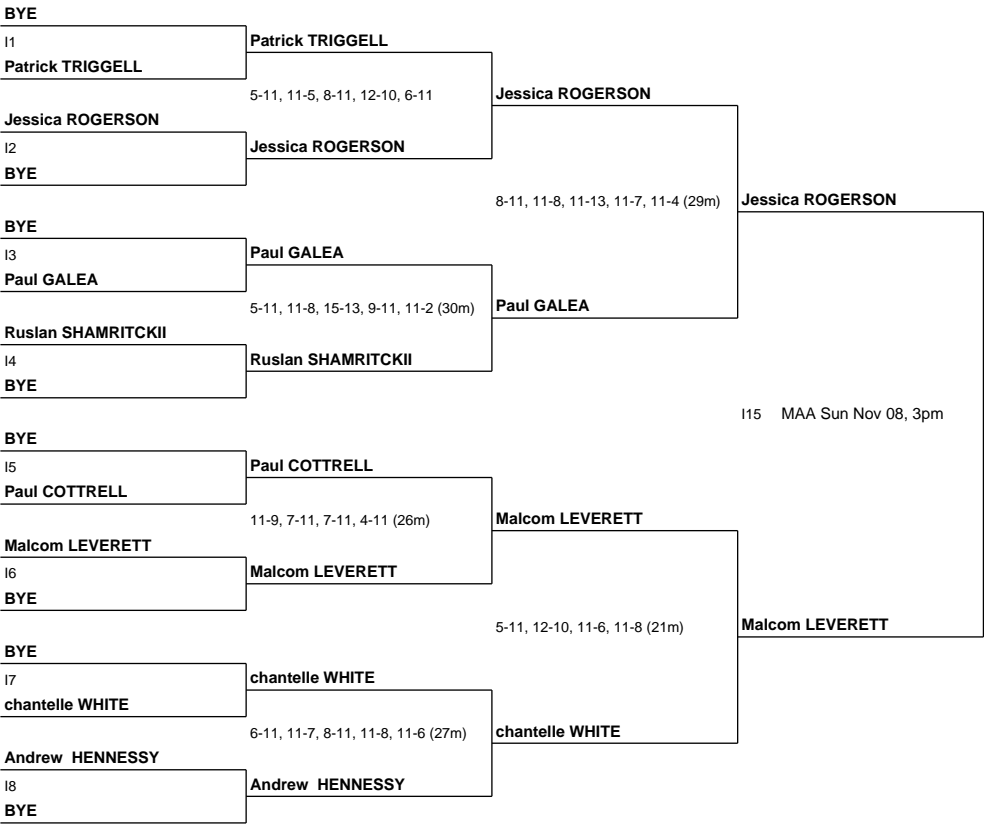 BYE
I1
Patrick TRIGGELL
Patrick TRIGGELL
5-11, 11-5, 8-11, 12-10, 6-11
Jessica ROGERSON
Jessica ROGERSON
I2
Jessica ROGERSON
BYE
8-11, 11-8, 11-13, 11-7, 11-4 (29m)
Jessica ROGERSON
BYE
I3
Paul GALEA
Paul GALEA
5-11, 11-8, 15-13, 9-11, 11-2 (30m)
Paul GALEA
Ruslan SHAMRITCKII
I4
Ruslan SHAMRITCKII
BYE
I15 MAA Sun Nov 08, 3pm
BYE
I5
Paul COTTRELL
Paul COTTRELL
11-9, 7-11, 7-11, 4-11 (26m)
Malcom LEVERETT
Malcom LEVERETT
I6
Malcom LEVERETT
BYE
5-11, 12-10, 11-6, 11-8 (21m)
Malcom LEVERETT
BYE
I7
chantelle WHITE
chantelle WHITE
6-11, 11-7, 8-11, 11-8, 11-6 (27m)
chantelle WHITE
Andrew HENNESSY
I8
Andrew HENNESSY
BYE